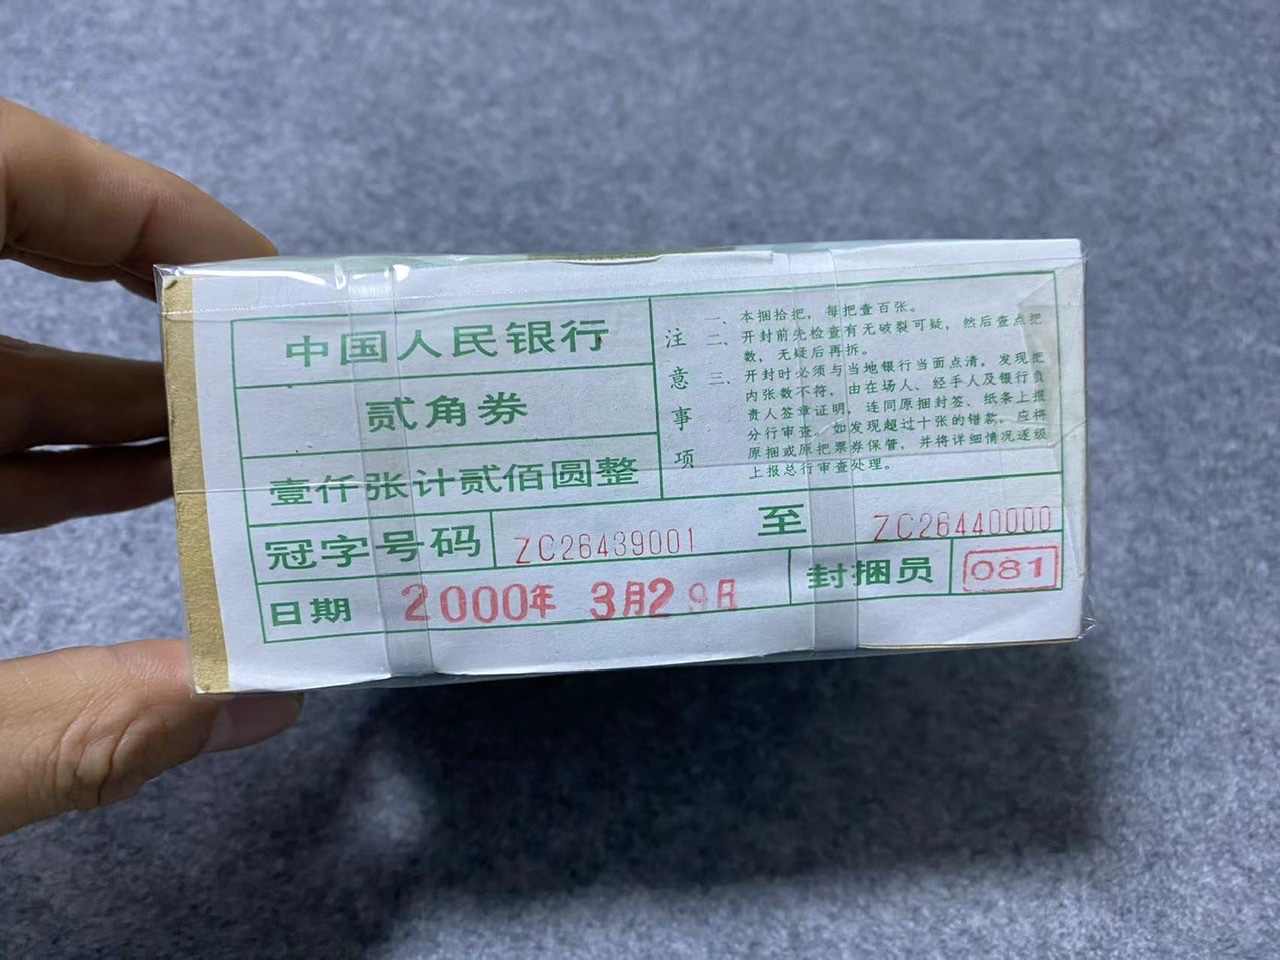 中国人民银行
贰角券
壹仟张计贰佰圆整
注意事项
一、本捆拾把，每把壹百张。
二、开封前先检查有无破裂可疑，然后查点把
数，无疑后再拆。
三、开封时必须与当地银行当面点清，发现把
内张数不符，由在场人、经手人及银行负
责人签章证明，连同原捆封签、纸条上报
分行审查。如发现超过十张的错款，应将
原捆或原把票券保管，并将详细情况逐级
上报总行审查处理。
冠字号码 ZC26439001 至 ZC26440000
日期 2000年 3月29日 封捆员 081